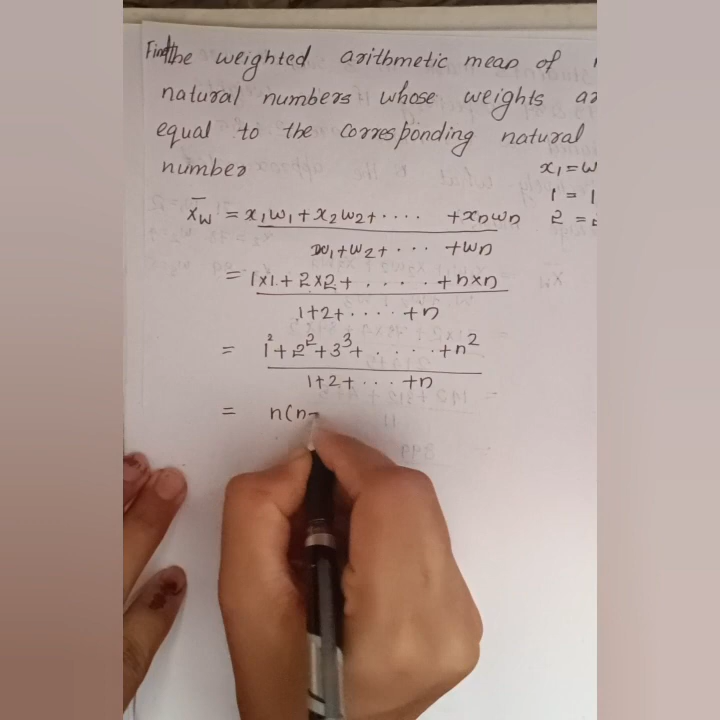 Find the weighted arithmetic mean of
natural numbers whose weights
equal to the corresponding natural
number
x₁ = w
1 = 1
2 =
x̄w = x₁w₁ + x₂w₂ + .... + xnwn
w₁ + w₂ + ... + wn
= 1×1 + 2×2 + . . . . . + n×n
1+2+ . . . . . + n
= 1² + 2² + 3³ + . . . . . + n²
1+2+ . . . + n
= n(n